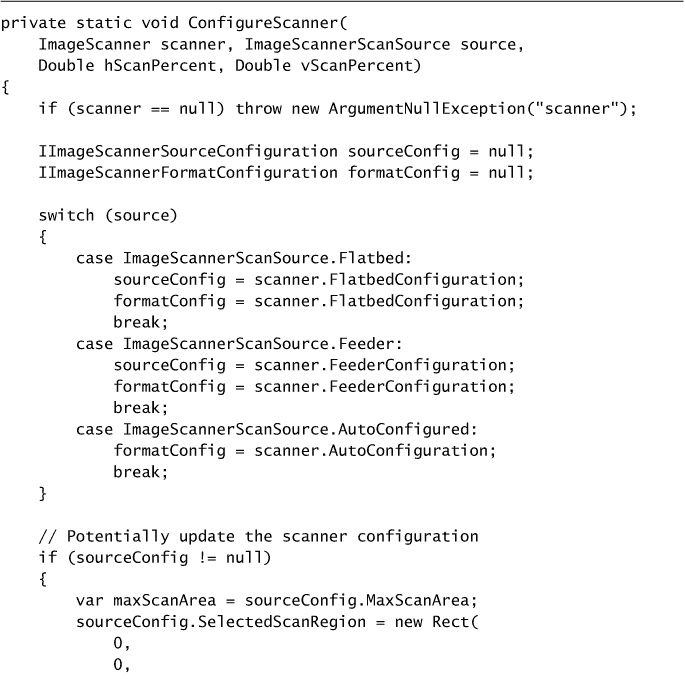 private static void ConfigureScanner(
    ImageScanner scanner, ImageScannerScanSource source,
    Double hScanPercent, Double vScanPercent)
{
    if (scanner == null) throw new ArgumentNullException("scanner");

    IImageScannerSourceConfiguration sourceConfig = null;
    IImageScannerFormatConfiguration formatConfig = null;

    switch (source)
    {
        case ImageScannerScanSource.Flatbed:
            sourceConfig = scanner.FlatbedConfiguration;
            formatConfig = scanner.FlatbedConfiguration;
            break;
        case ImageScannerScanSource.Feeder:
            sourceConfig = scanner.FeederConfiguration;
            formatConfig = scanner.FeederConfiguration;
            break;
        case ImageScannerScanSource.AutoConfigured:
            formatConfig = scanner.AutoConfiguration;
            break;
    }

    // Potentially update the scanner configuration
    if (sourceConfig != null)
    {
        var maxScanArea = sourceConfig.MaxScanArea;
        sourceConfig.SelectedScanRegion = new Rect(
            0,
            0,